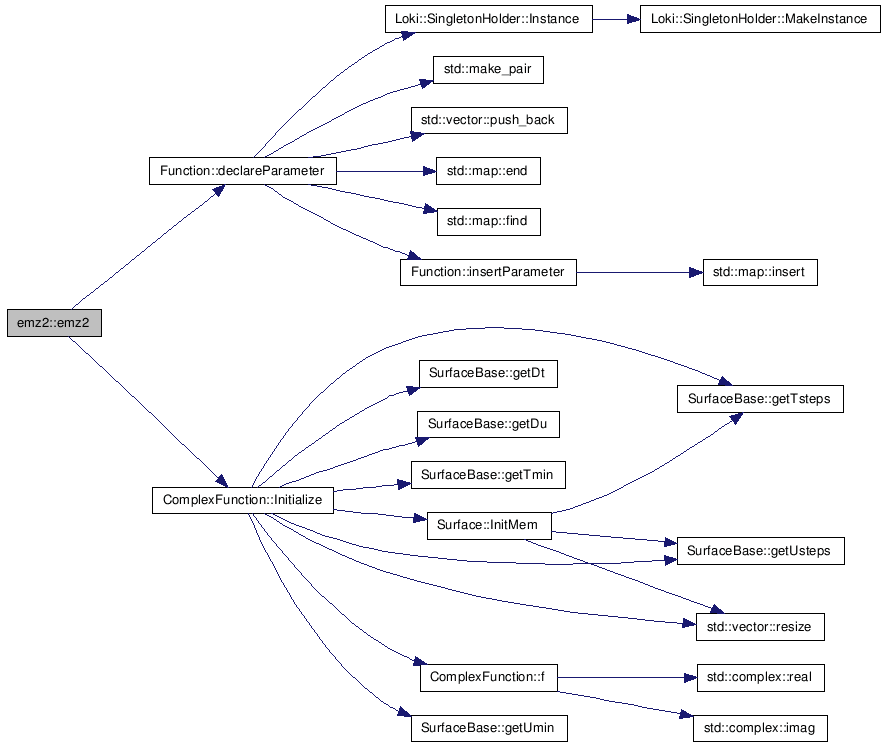 Loki::SingletonHolder::Instance
Loki::SingletonHolder::MakeInstance
std::make_pair
std::vector::push_back
Function::declareParameter
std::map::end
std::map::find
Function::insertParameter
std::map::insert
emz2::emz2
SurfaceBase::getDt
SurfaceBase::getTsteps
SurfaceBase::getDu
SurfaceBase::getTmin
ComplexFunction::Initialize
Surface::InitMem
SurfaceBase::getUsteps
std::vector::resize
ComplexFunction::f
std::complex::real
SurfaceBase::getUmin
std::complex::imag